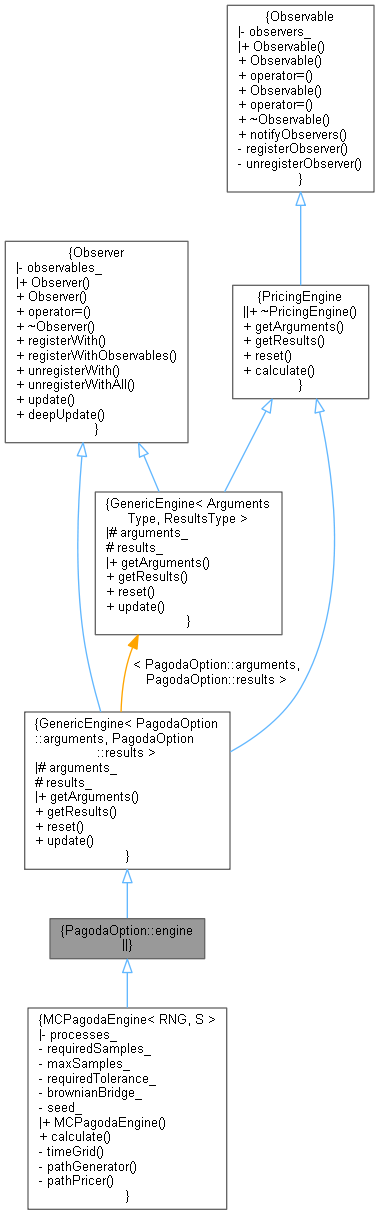 {Observable
|- observers_
|+ Observable()
+ Observable()
+ operator=()
+ Observable()
+ operator=()
+ ~Observable()
+ notifyObservers()
- registerObserver()
- unregisterObserver()
}
{Observer
|- observables_
|+ Observer()
+ Observer()
+ operator=()
+ ~Observer()
+ registerWith()
+ registerWithObservables()
+ unregisterWith()
+ unregisterWithAll()
+ update()
+ deepUpdate()
}
{PricingEngine
||+ ~PricingEngine()
+ getArguments()
+ getResults()
+ reset()
+ calculate()
}
{GenericEngine< Arguments
Type, ResultsType >
|# arguments_
# results_
|+ getArguments()
+ getResults()
+ reset()
+ update()
}
< PagodaOption::arguments,
PagodaOption::results >
{GenericEngine< PagodaOption
::arguments, PagodaOption
::results >
|# arguments_
# results_
|+ getArguments()
+ getResults()
+ reset()
+ update()
}
{PagodaOption::engine
||}
{MCPagodaEngine< RNG, S >
|- processes_
- requiredSamples_
- maxSamples_
- requiredTolerance_
- brownianBridge_
- seed_
|+ MCPagodaEngine()
+ calculate()
- timeGrid()
- pathGenerator()
- pathPricer()
}